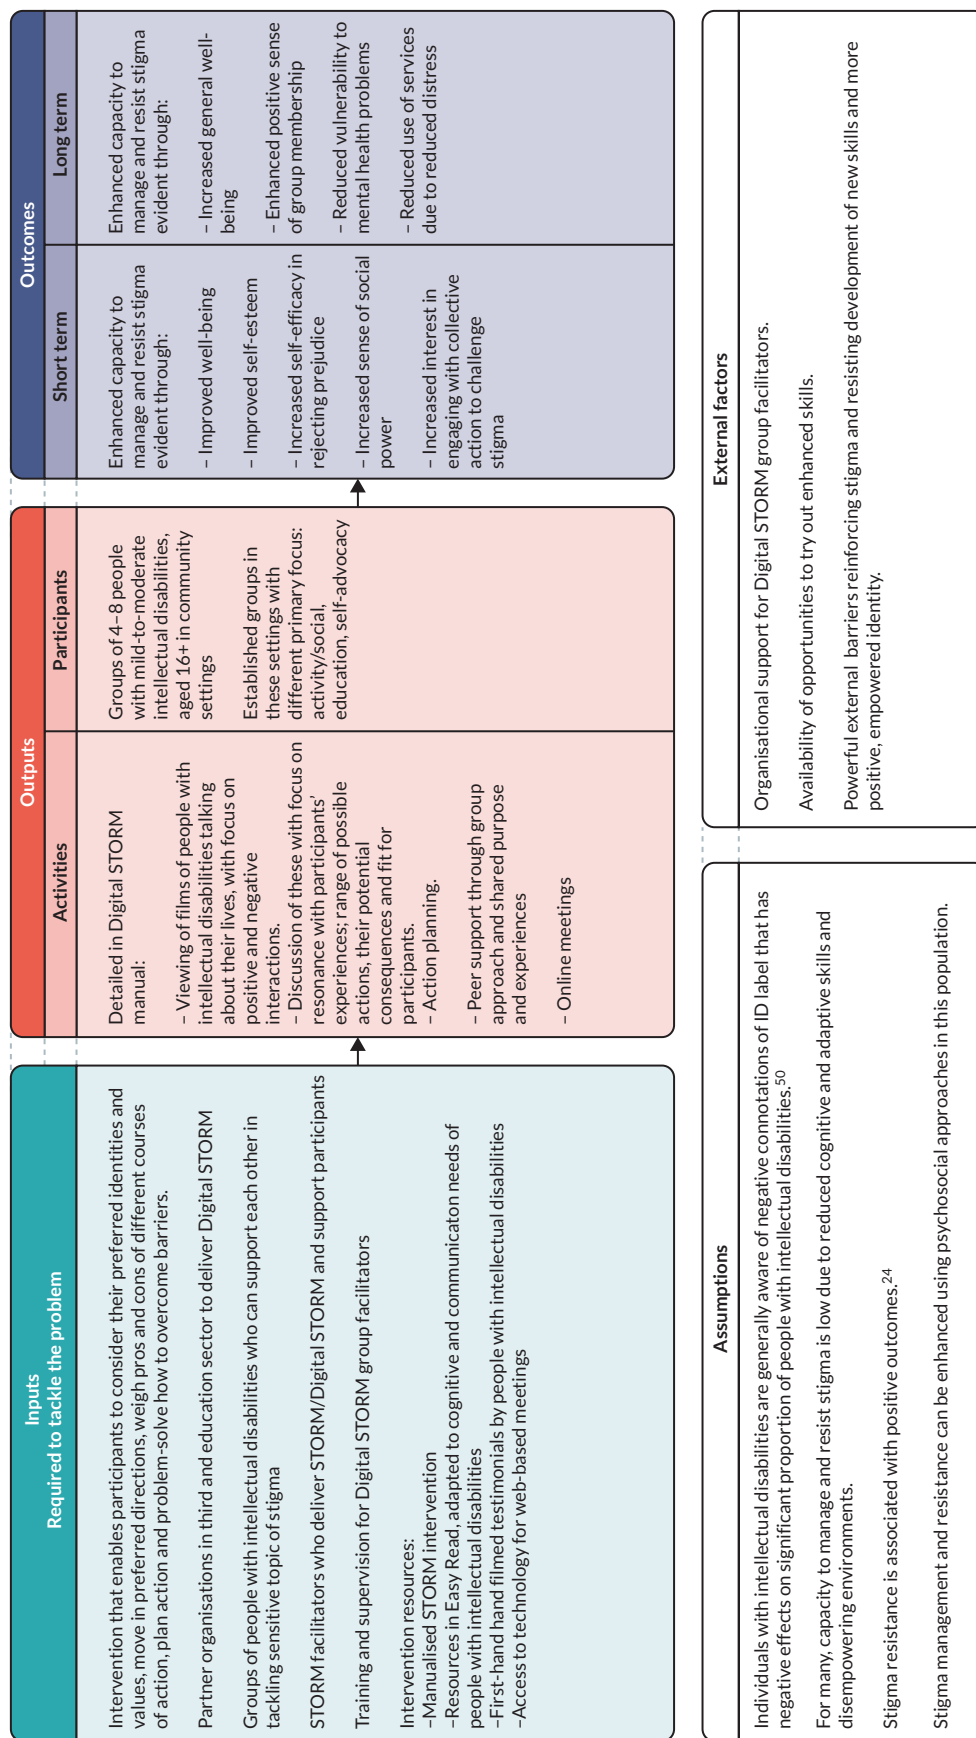 Inputs
Required to tackle the problem
Intervention that enables participants to consider their preferred identities and
values, move in preferred directions, weigh pros and cons of different courses
of action, plan action and problem-solve how to overcome barriers.
Partner organisations in third and education sector to deliver Digital STORM
Groups of people with intellectual disabilities who can support each other in
tackling sensitive topic of stigma
STORM facilitators who deliver STORM/Digital STORM and support participants
Training and supervision for Digital STORM group facilitators
Intervention resources:
–Manualised STORM intervention
–Resources in Easy Read, adapted to cognitive and communicaton needs of
people with intellectual disabilities
–First-hand hand filmed testimonials by people with intellectual disabilities
–Access to technology for web-based meetings
Outputs
Activities
Detailed in Digital STORM
manual:
– Viewing of films of people with
intellectual disabilities talking
about their lives, with focus on
positive and negative
interactions.
– Discussion of these with focus on
resonance with participants’
experiences; range of possible
actions, their potential
consequences and fit for
participants.
– Action planning.
– Peer support through group
approach and shared purpose
and experiences
– Online meetings
Participants
Groups of 4–8 people
with mild-to-moderate
intellectual disabilities,
aged 16+ in community
settings
Established groups in
these settings with
different primary focus:
activity/social,
education, self-advocacy
Outcomes
Short term
Enhanced capacity to
manage and resist stigma
evident through:
– Improved well-being
– Improved self-esteem
– Increased self-efficacy in
rejecting prejudice
– Increased sense of social
power
– Increased interest in
engaging with collective
action to challenge
stigma
Long term
Enhanced capacity to
manage and resist stigma
evident through:
– Increased general well-
being
– Enhanced positive sense
of group membership
– Reduced vulnerability to
mental health problems
– Reduced use of services
due to reduced distress
Assumptions
Individuals with intellectual disabilities are generally aware of negative connotations of ID label that has
negative effects on significant proportion of people with intellectual disabilities.50
For many, capacity to manage and resist stigma is low due to reduced cognitive and adaptive skills and
disempowering environments.
Stigma resistance is associated with positive outcomes.24
Stigma management and resistance can be enhanced using psychosocial approaches in this population.
External factors
Organisational support for Digital STORM group facilitators.
Availability of opportunities to try out enhanced skills.
Powerful external barriers reinforcing stigma and resisting development of new skills and more
positive, empowered identity.